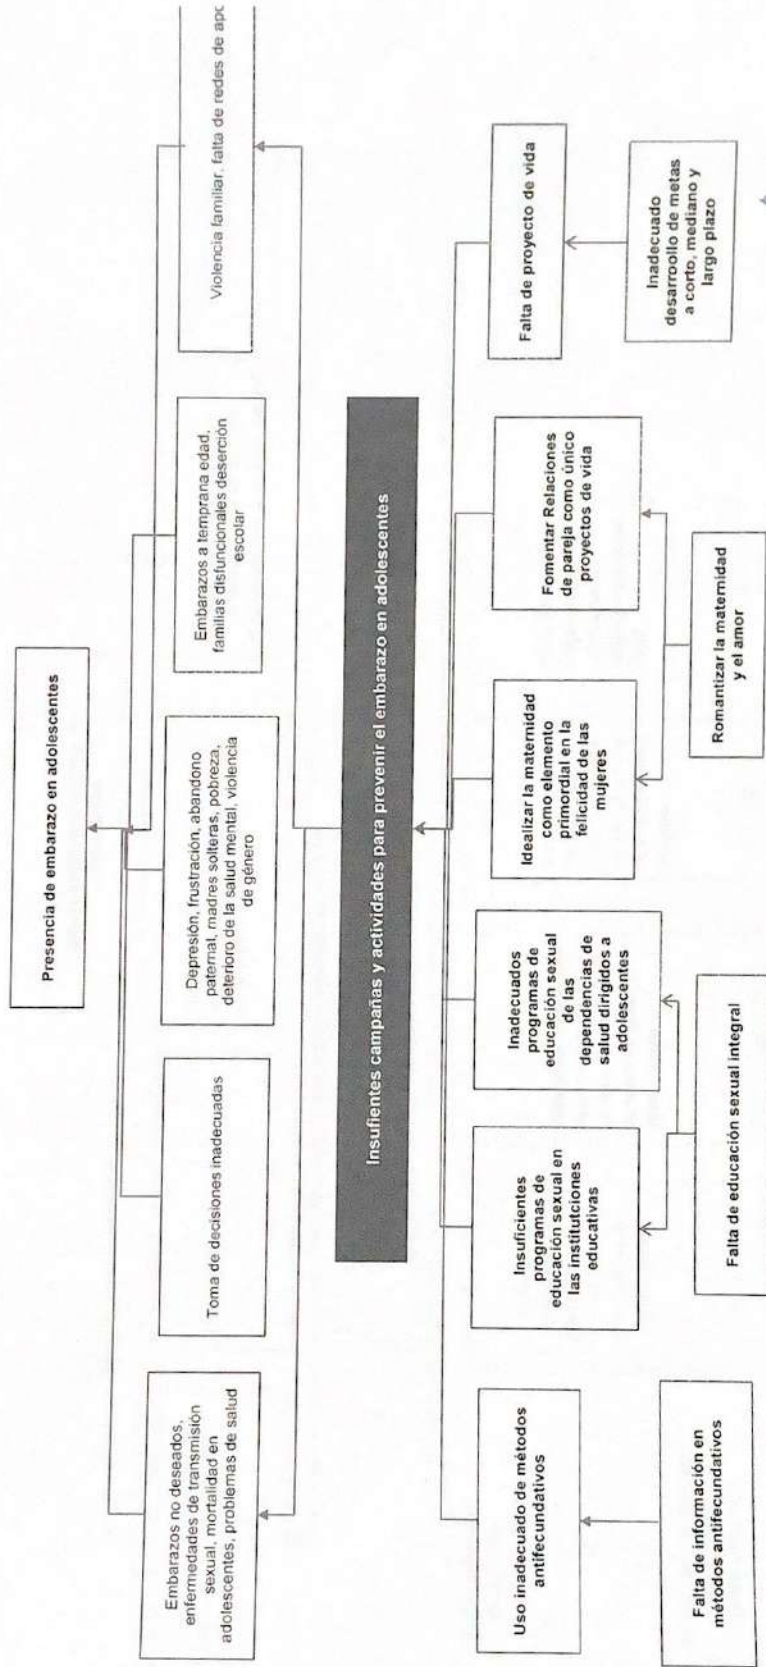 Presencia de embarazo en adolescentes
Embarazos no deseados,
enfermedades de transmisión
sexual, mortalidad en
adolescentes, problemas de salud
Toma de decisiones inadecuadas
Depresión, frustración, abandono
paternal, madres solteras, pobreza,
deterioro de la salud mental, violencia
de género
Embarazos a temprana edad,
familias disfuncionales deserción
escolar
Violencia familiar, falta de redes de apo
Insufientes campañas y actividades para prevenir el embarazo en adolescentes
Uso inadecuado de métodos
antifecundativos
Insuficientes
programas de
educación sexual en
las institutciones
educativas
Inadecuados
programas de
educación sexual
de las
dependencias de
salud dirigidos a
adolescentes
Idealizar la maternidad
como elemento
primordial en la
felicidad de las
mujeres
Fomentar Relaciones
de pareja como único
proyectos de vida
Falta de proyecto de vida
Falta de información en
métodos antifecundativos
Falta de educación sexual integral
Romantizar la maternidad
y el amor
Inadecuado
desarroollo de metas
a corto, mediano y
largo plazo